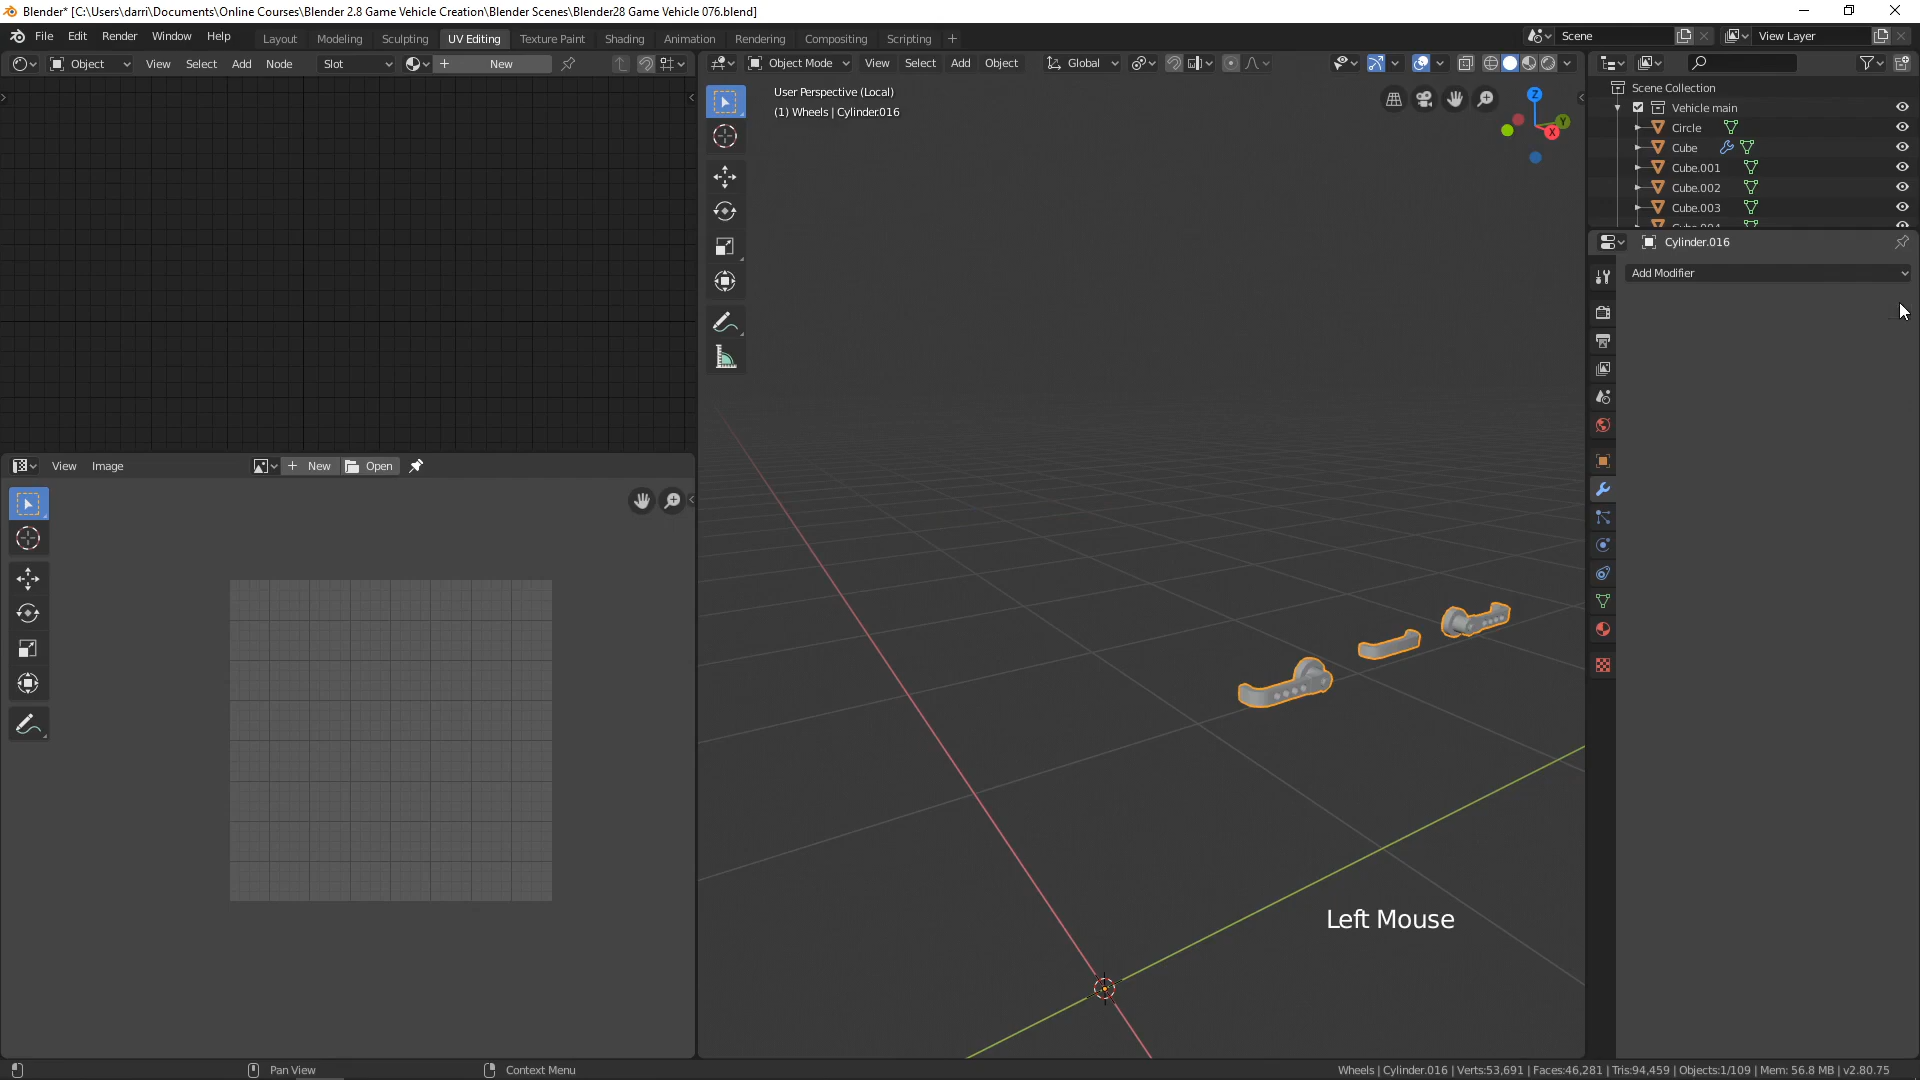 Blender* [C:\Users\darri\Documents\Online Courses\Blender 2.8 Game Vehicle Creation\Blender Scenes\Blender28 Game Vehicle 076.blend]
File Edit Render Window Help Layout Modeling Sculpting UV Editing Texture Paint Shading Animation Rendering Compositing Scripting + Scene View Layer
Object View Select Add Node Slot New Object Mode View Select Add Object Global
User Perspective (Local)
(1) Wheels | Cylinder.016
Z
Y
X
Scene Collection
Vehicle main
Circle
Cube
Cube.001
Cube.002
Cube.003
Cube.004
Cylinder.016
Add Modifier
View Image New Open
Left Mouse
Pan View Context Menu Wheels | Cylinder.016 | Verts:53,691 | Faces:46,281 | Tris:94,459 | Objects:1/109 | Mem: 56.8 MB | v2.80.75